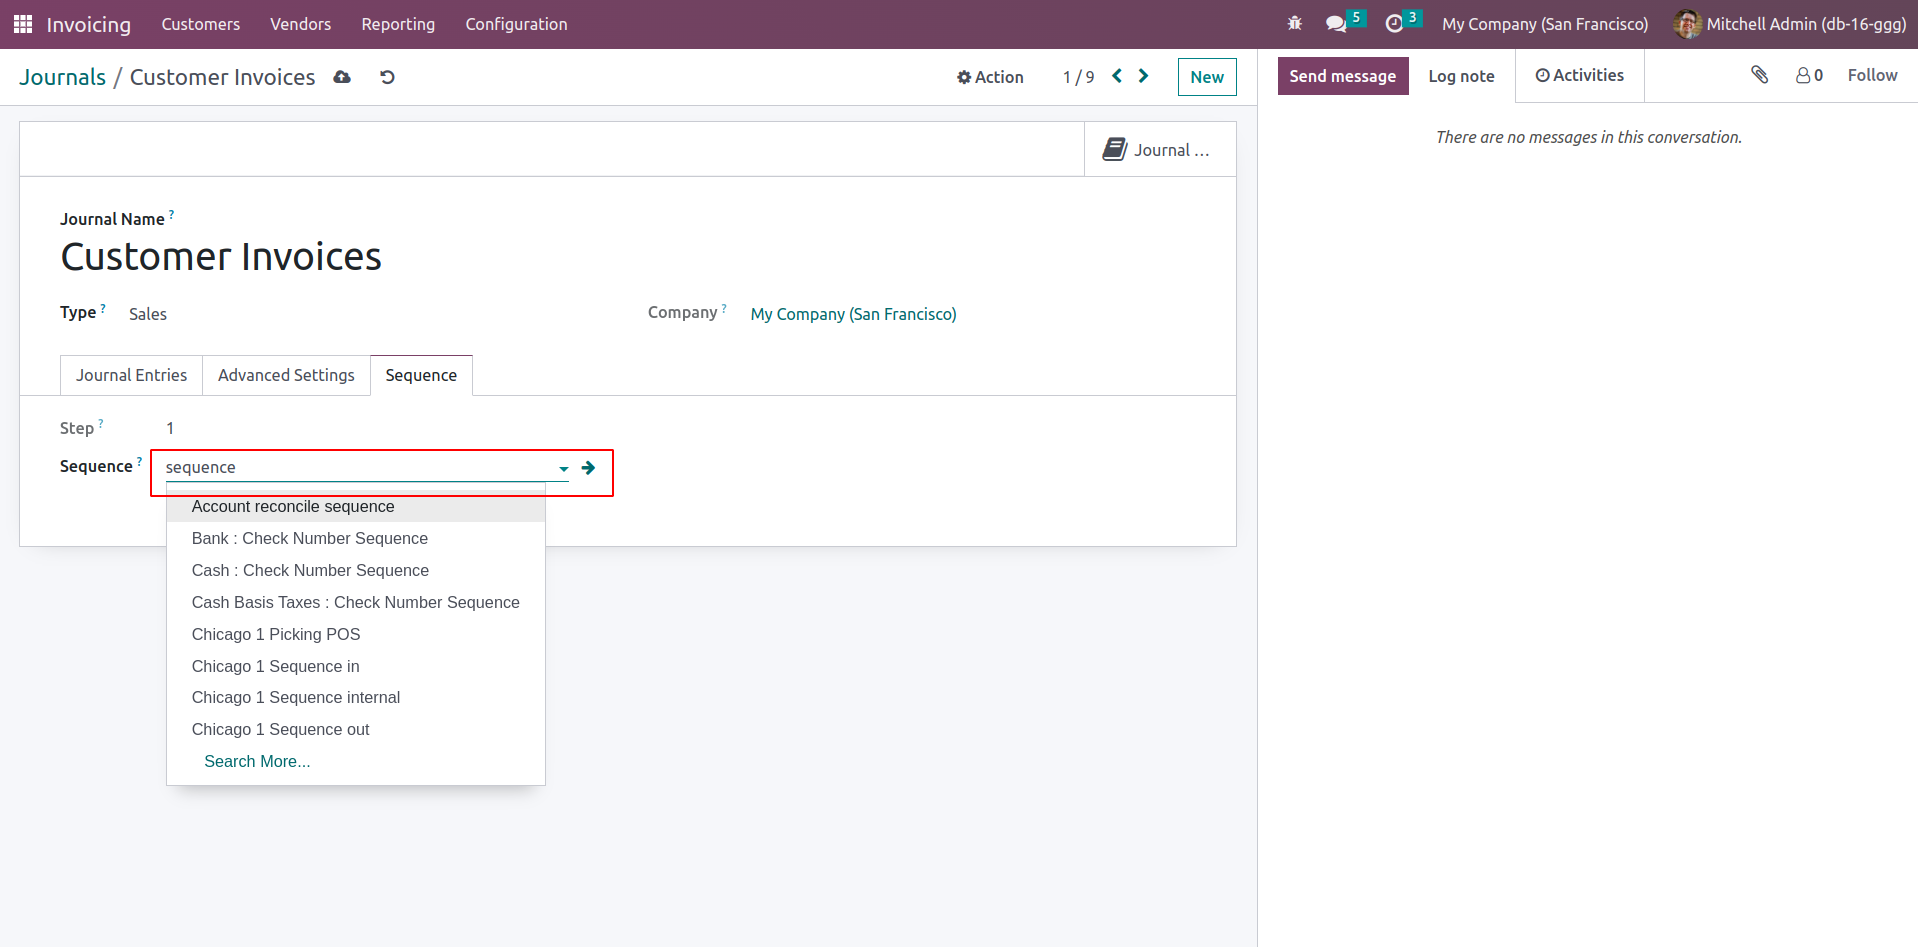 Invoicing Customers Vendors Reporting Configuration 5 3 My Company (San Francisco) Mitchell Admin (db-16-ggg)
Journals / Customer Invoices Action 1 / 9 New
Send message Log note Activities 0 Follow
There are no messages in this conversation.
Journal ...
Journal Name ?
Customer Invoices
Type ? Sales Company ? My Company (San Francisco)
Journal Entries Advanced Settings Sequence
Step ? 1
Sequence ? sequence
Account reconcile sequence
Bank : Check Number Sequence
Cash : Check Number Sequence
Cash Basis Taxes : Check Number Sequence
Chicago 1 Picking POS
Chicago 1 Sequence in
Chicago 1 Sequence internal
Chicago 1 Sequence out
Search More...